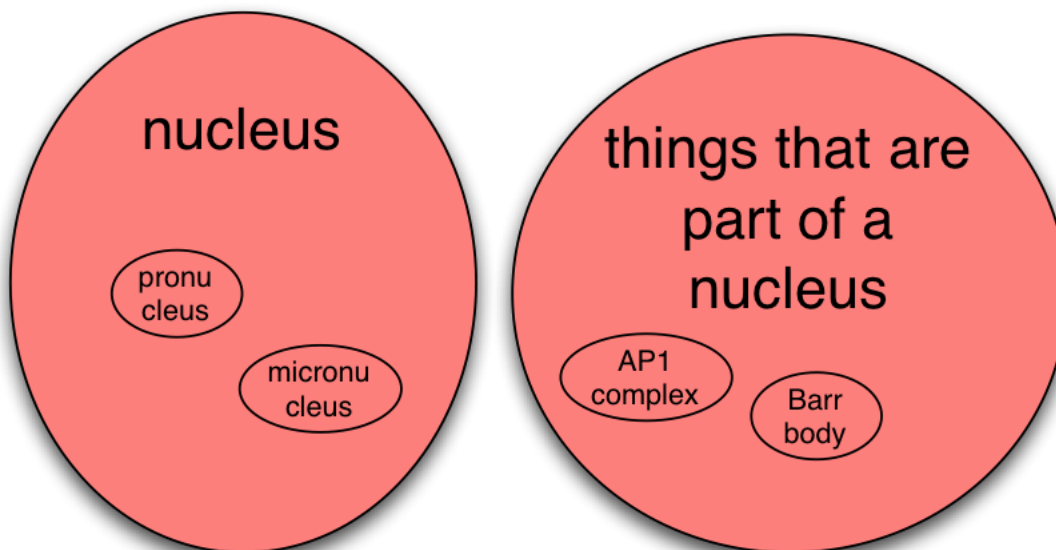 nucleus
pronu
cleus
micronu
cleus
things that are
part of a
nucleus
AP1
complex
Barr
body